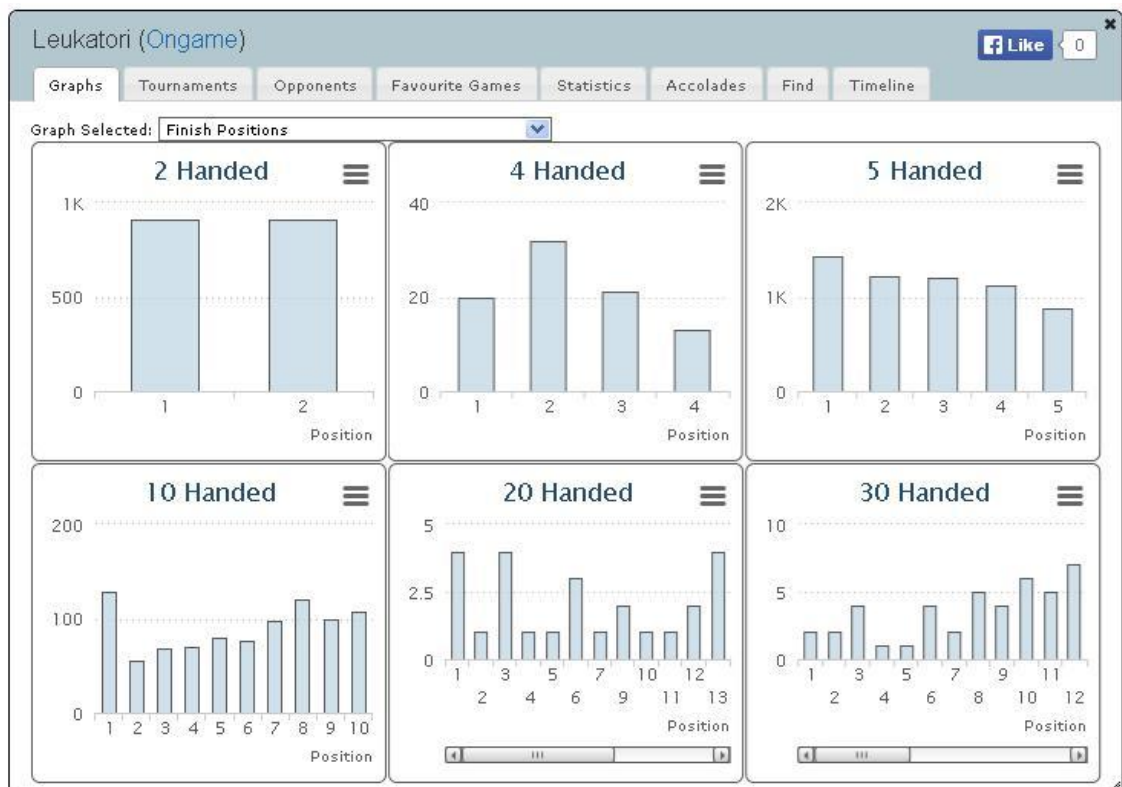 Leukatori (Ongame)
Like 0
Graphs Tournaments Opponents Favourite Games Statistics Accolades Find Timeline
Graph Selected: Finish Positions
2 Handed
1K
500
0
1 2
Position
4 Handed
40
20
0
1 2 3 4
Position
5 Handed
2K
1K
0
1 2 3 4 5
Position
10 Handed
200
100
0
1 2 3 4 5 6 7 8 9 10
Position
20 Handed
5
2.5
0
1 3 5 7 10 12
2 4 6 9 11 13
Position
30 Handed
10
5
0
1 3 5 7 9 11
2 4 6 8 10 12
Position